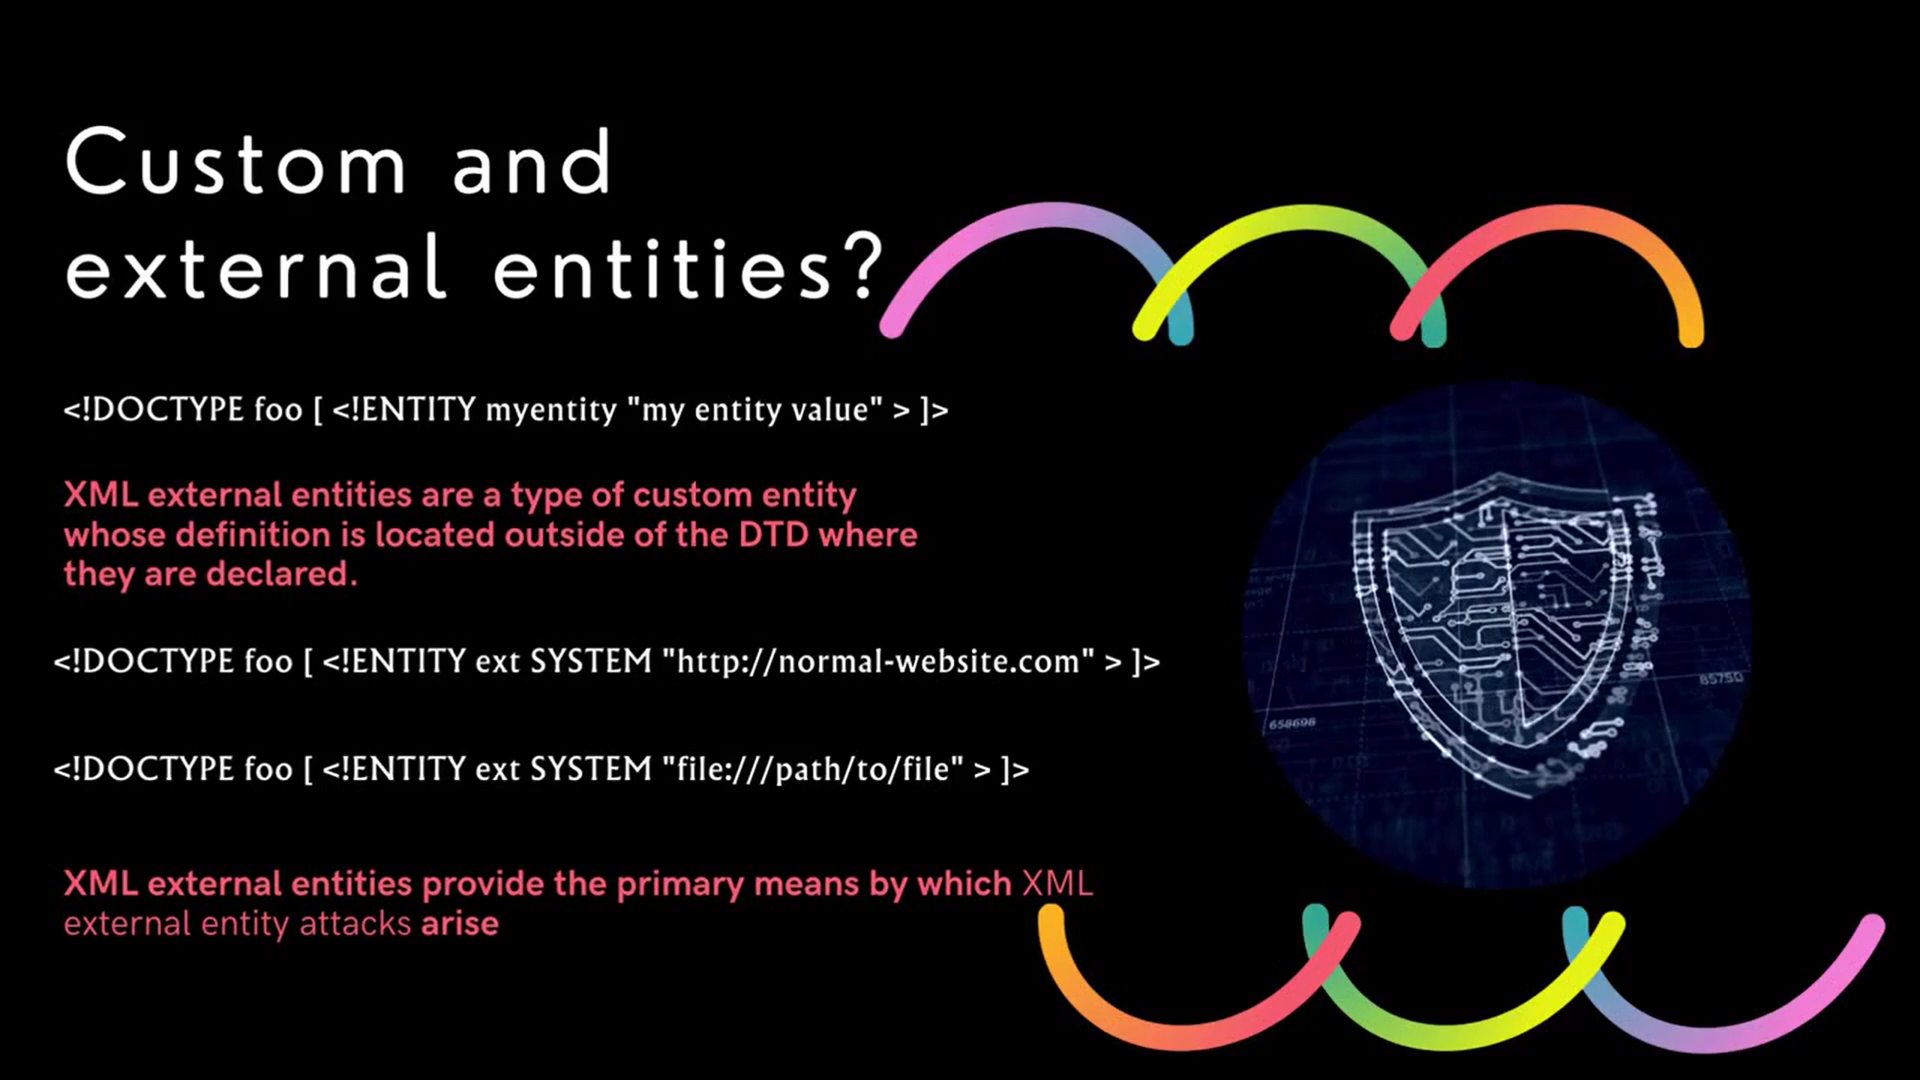 Custom and
external entities?
<!DOCTYPE foo [ <!ENTITY myentity "my entity value" > ]>
XML external entities are a type of custom entity
whose definition is located outside of the DTD where
they are declared.
<!DOCTYPE foo [ <!ENTITY ext SYSTEM "http://normal-website.com" > ]>
<!DOCTYPE foo [ <!ENTITY ext SYSTEM "file:///path/to/file" > ]>
XML external entities provide the primary means by which XML
external entity attacks arise
658698
8575D